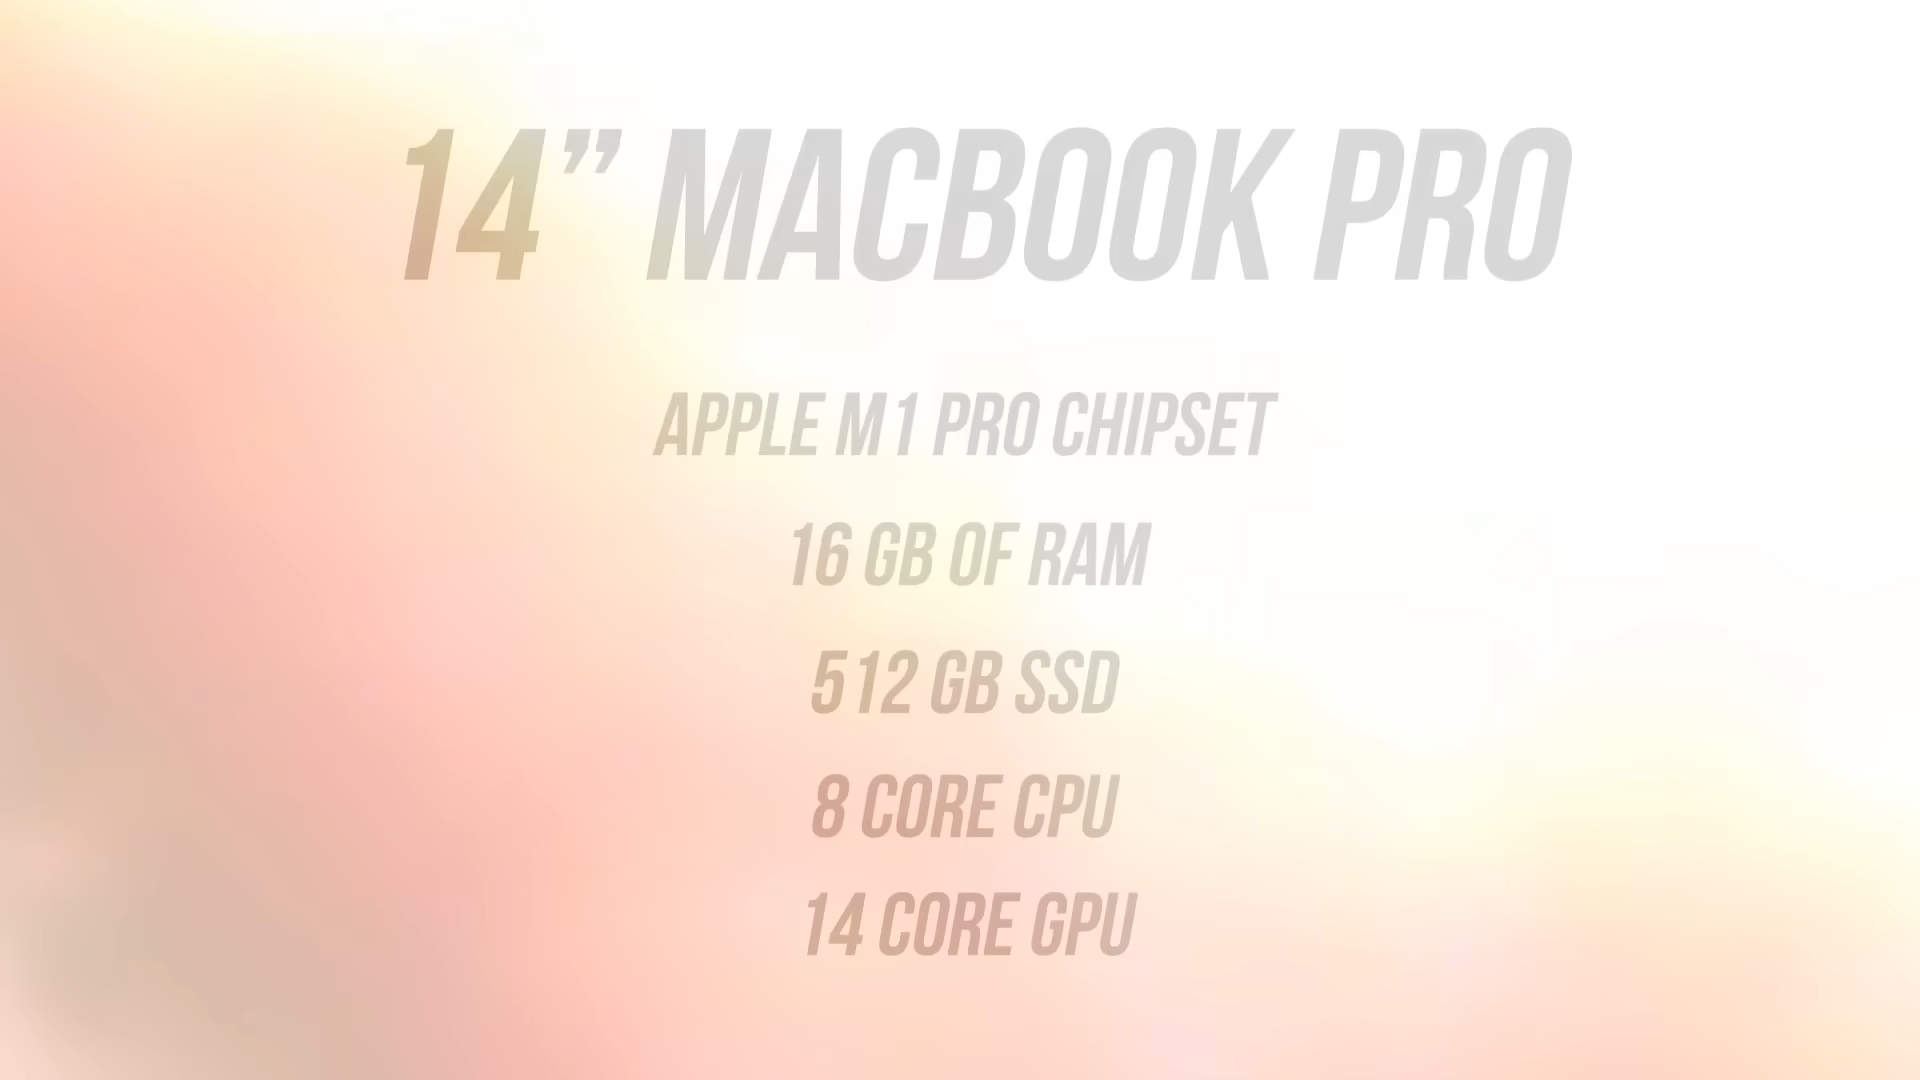 14” MACBOOK PRO
APPLE M1 PRO CHIPSET
16 GB OF RAM
512 GB SSD
8 CORE CPU
14 CORE GPU